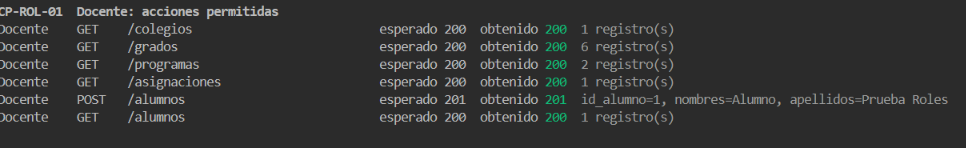 CP-ROL-01 Docente: acciones permitidas
Docente GET /colegios esperado 200 obtenido 200 1 registro(s)
Docente GET /grados esperado 200 obtenido 200 6 registro(s)
Docente GET /programas esperado 200 obtenido 200 2 registro(s)
Docente GET /asignaciones esperado 200 obtenido 200 1 registro(s)
Docente POST /alumnos esperado 201 obtenido 201 id_alumno=1, nombres=Alumno, apellidos=Prueba Roles
Docente GET /alumnos esperado 200 obtenido 200 1 registro(s)